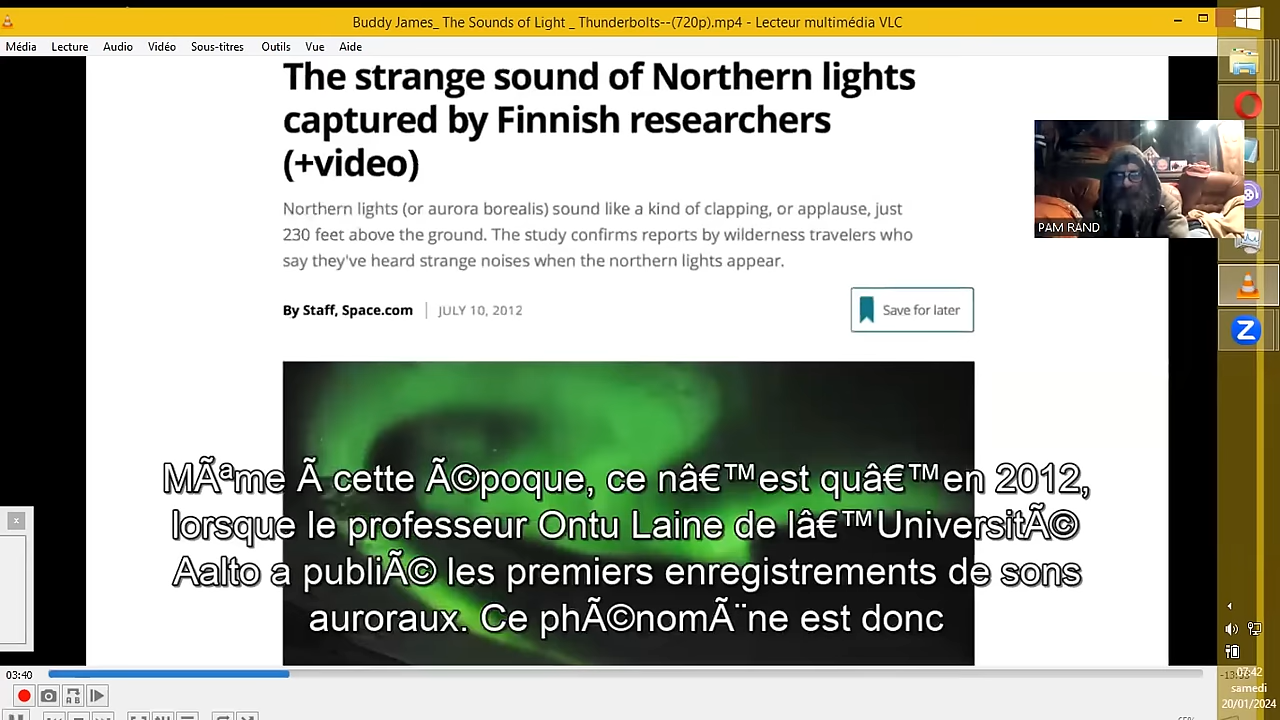 Buddy James_ The Sounds of Light _ Thunderbolts--(720p).mp4 - Lecteur multimédia VLC
Média Lecture Audio Vidéo Sous-titres Outils Vue Aide
The strange sound of Northern lights
captured by Finnish researchers
(+video)
Northern lights (or aurora borealis) sound like a kind of clapping, or applause, just
230 feet above the ground. The study confirms reports by wilderness travelers who
say they've heard strange noises when the northern lights appear.
By Staff, Space.com JULY 10, 2012
Save for later
PAM RAND
MÃªme Ã cette Ã©poque, ce nâ€™est quâ€™en 2012,
lorsque le professeur Ontu Laine de lâ€™UniversitÃ©
Aalto a publiÃ© les premiers enregistrements de sons
auroraux. Ce phÃ©nomÃ¨ne est donc
03:40
07:42
samedi
20/01/2024